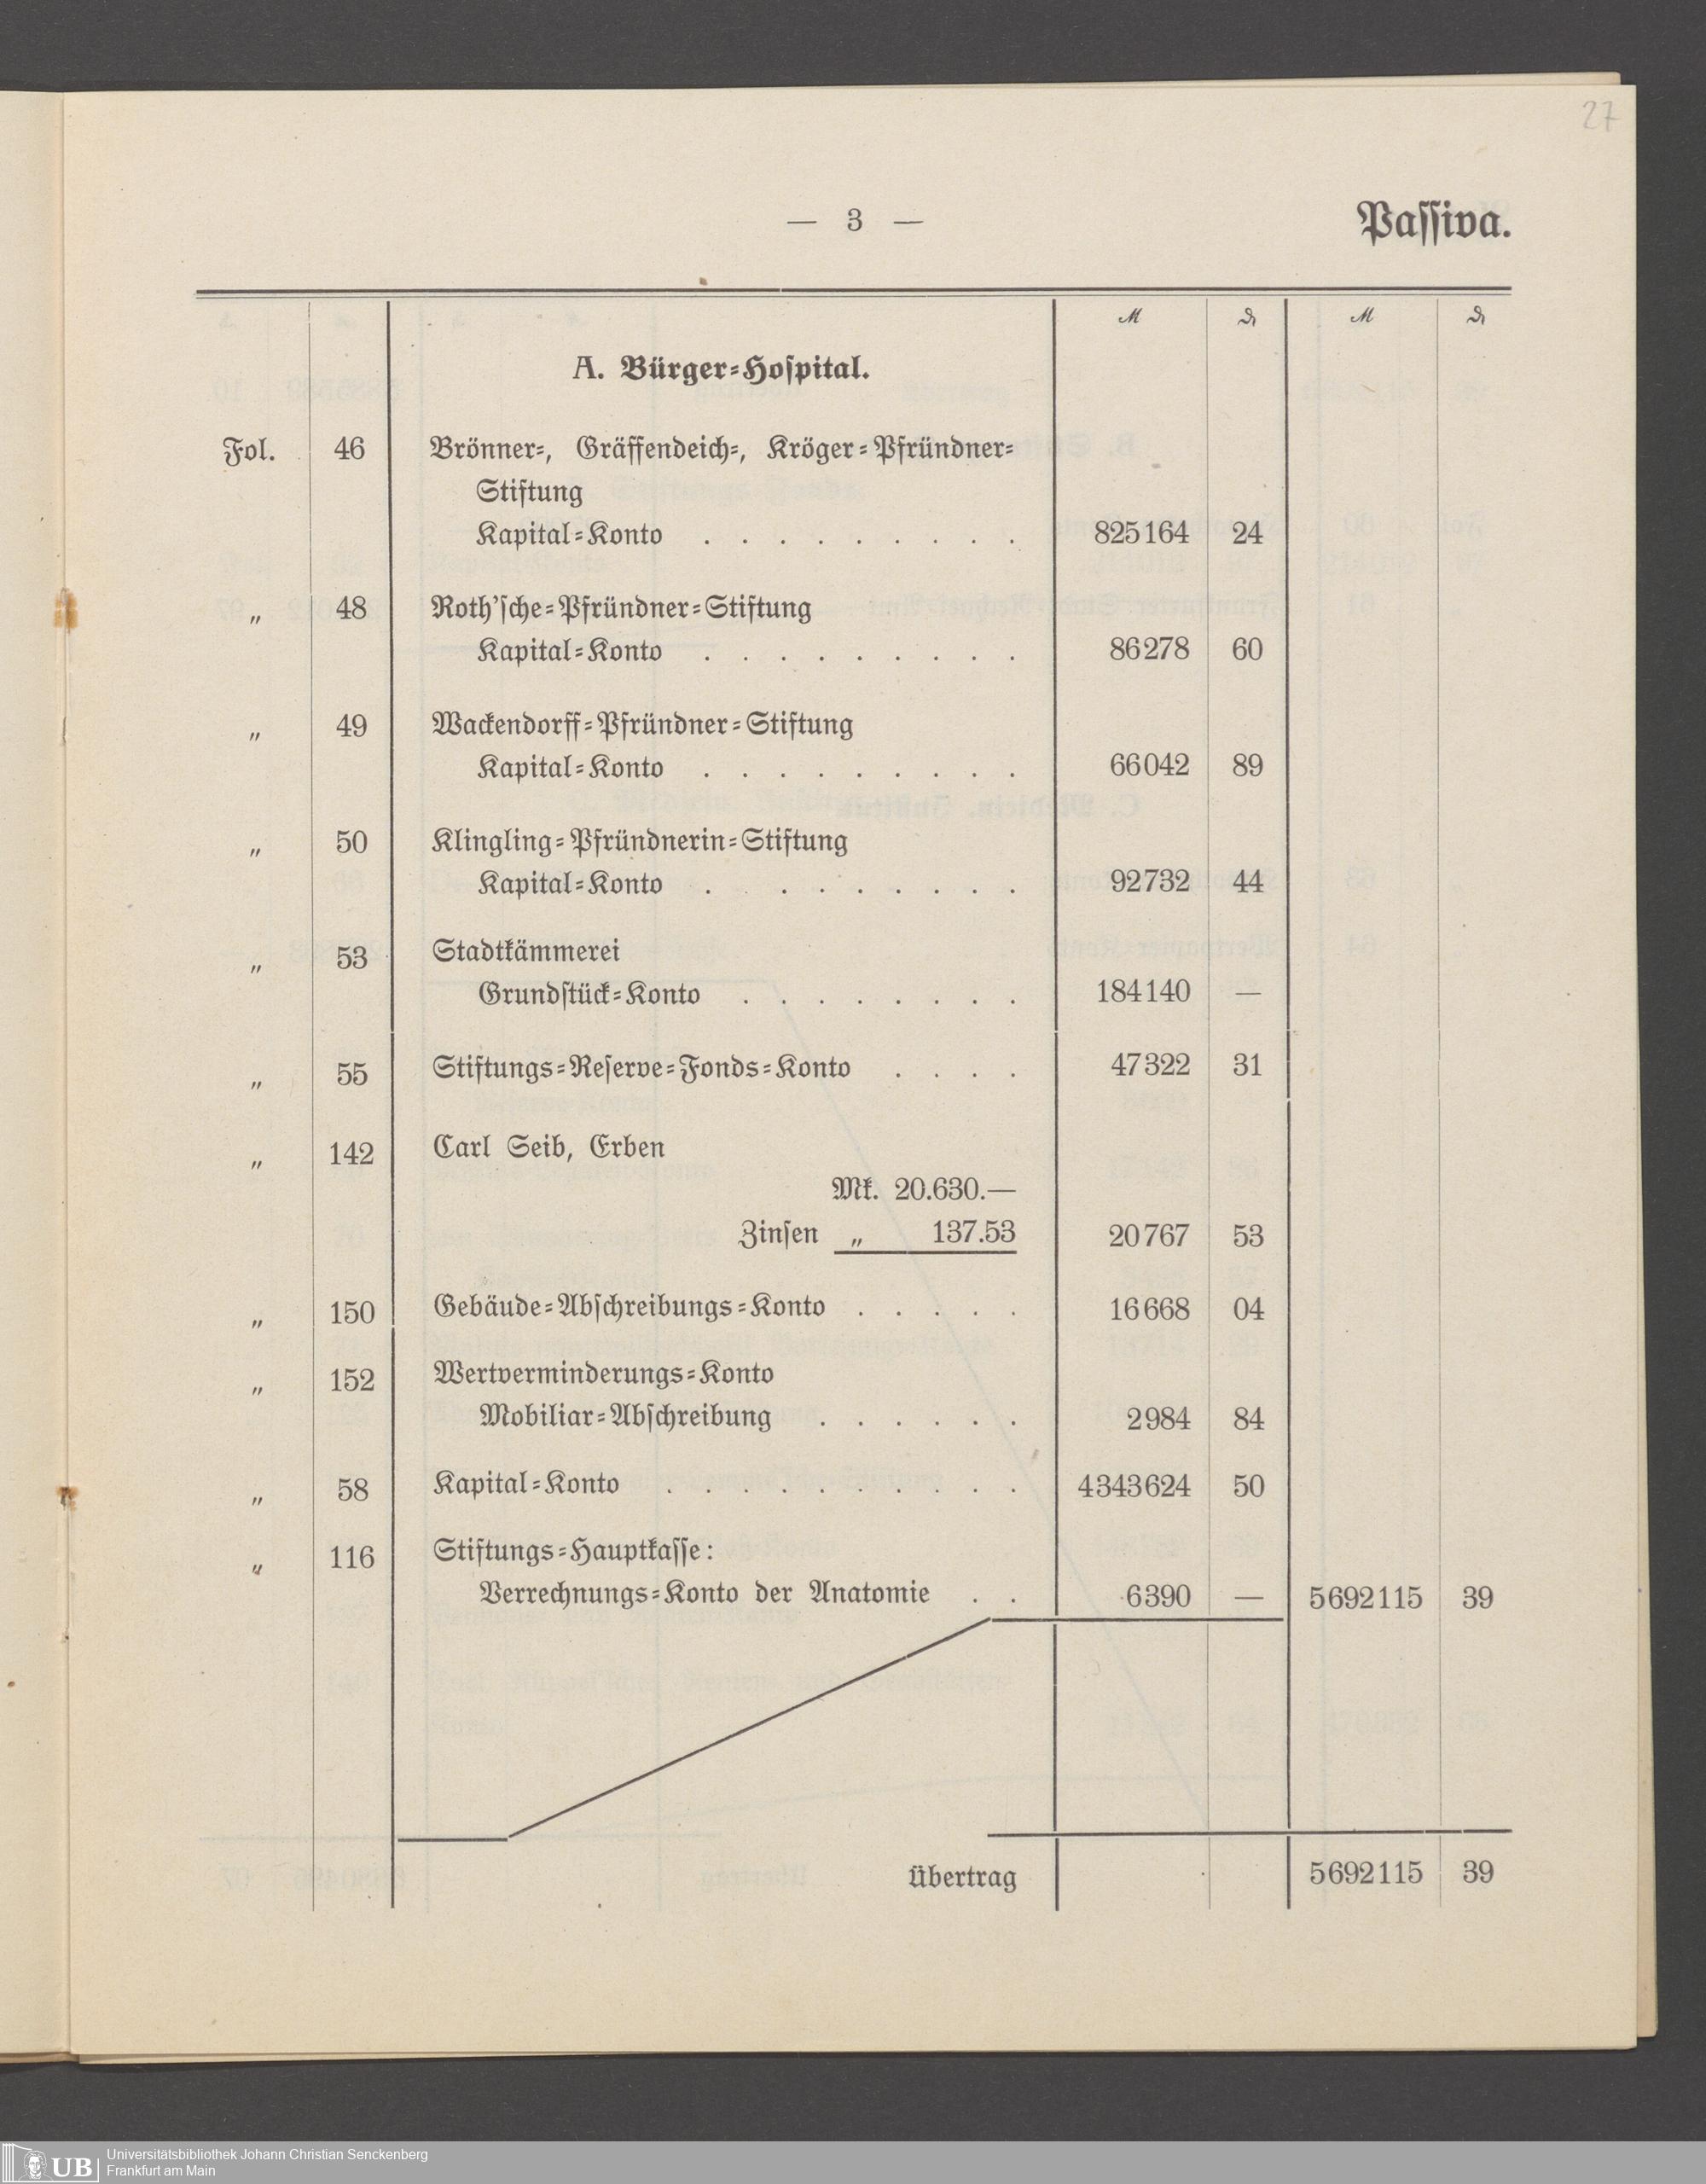 27
— 3 —
Passiva.
ℳ ₰ ℳ ₰
A. Bürger-Hospital.
Fol. 46 Brönner-, Gräffendeich-, Kröger-Pfründner-
Stiftung
Kapital-Konto . . . . . . . . . 825164 24
„ 48 Roth'sche-Pfründner-Stiftung
Kapital-Konto . . . . . . . . . 86278 60
„ 49 Wackendorff-Pfründner-Stiftung
Kapital-Konto . . . . . . . . . 66042 89
„ 50 Klingling-Pfründnerin-Stiftung
Kapital-Konto . . . . . . . . 92732 44
„ 53 Stadtkämmerei
Grundstück-Konto . . . . . . . . 184140 —
„ 55 Stiftungs-Reserve-Fonds-Konto . . . . 47322 31
„ 142 Carl Seib, Erben
Mk. 20.630.—
Zinsen „ 137.53 20767 53
„ 150 Gebäude-Abschreibungs-Konto . . . . . 16668 04
„ 152 Wertverminderungs-Konto
Mobiliar-Abschreibung . . . . . . 2984 84
„ 58 Kapital-Konto . . . . . . . . . . 4343624 50
„ 116 Stiftungs-Hauptkasse:
Verrechnungs-Konto der Anatomie . . 6390 — 5692115 39
Übertrag 5692115 39
UB Universitätsbibliothek Johann Christian Senckenberg
Frankfurt am Main